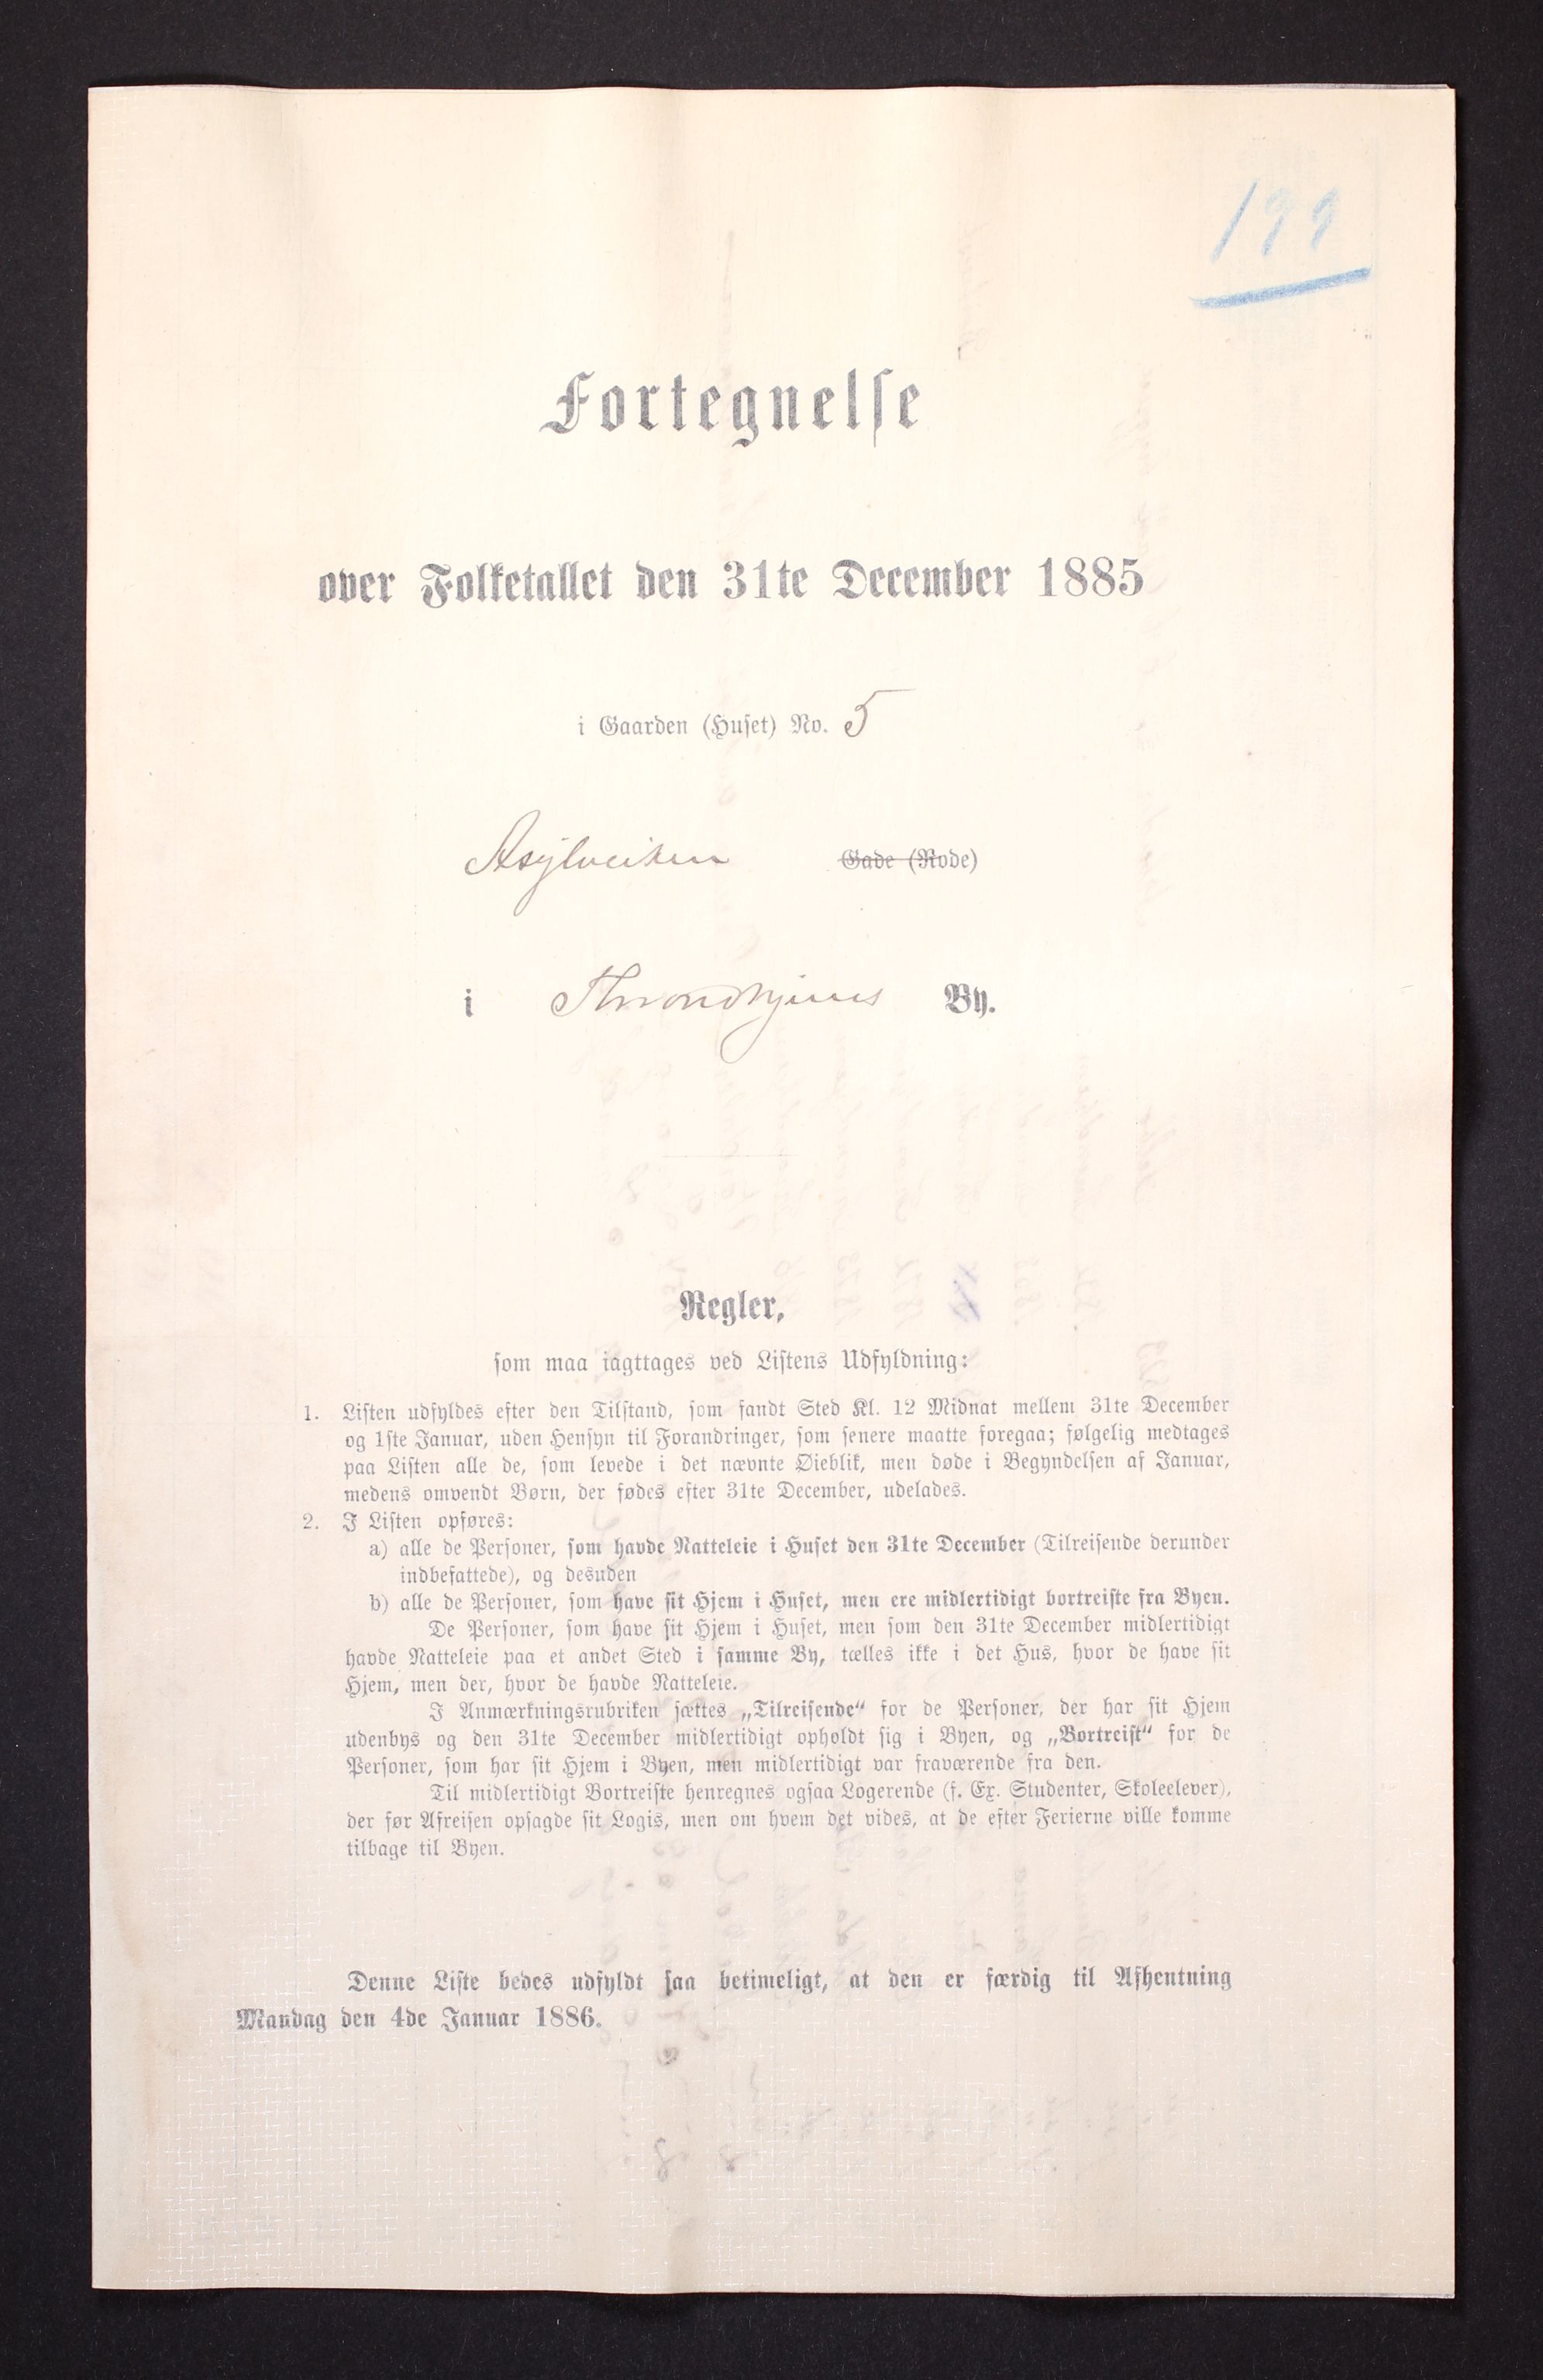 199
Fortegnelse
over Folketallet den 31te December 1885
i Gaarden (Huset) No. 5
Asylveiten Gade (Rode)
i Throndhjems By.
Regler,
som maa iagttages ved Listens Udfyldning:
1. Listen udfyldes efter den Tilstand, som fandt Sted Kl. 12 Midnat mellem 31te December
og 1ste Januar, uden Hensyn til Forandringer, som senere maatte foregaa; følgelig medtages
paa Listen alle de, som levede i det nævnte Øieblik, men døde i Begyndelsen af Januar,
medens omvendt Børn, der fødes efter 31te December, udelades.
2. I Listen opføres:
a) alle de Personer, som havde Natteleie i Huset den 31te December (Tilreisende derunder
indbefattede), og desuden
b) alle de Personer, som have sit Hjem i Huset, men ere midlertidigt bortreiste fra Byen.
De Personer, som have sit Hjem i Huset, men som den 31te December midlertidigt
havde Natteleie paa et andet Sted i samme By, tælles ikke i det Hus, hvor de have sit
Hjem, men der, hvor de havde Natteleie.
I Anmærkningsrubriken sættes „Tilreisende“ for de Personer, der har sit Hjem
udenbys og den 31te December midlertidigt opholdt sig i Byen, og „Bortreist“ for de
Personer, som har sit Hjem i Byen, men midlertidigt var fraværende fra den.
Til midlertidigt Bortreiste henregnes ogsaa Logerende (f. Ex. Studenter, Skoleelever),
der før Afreisen opsagde sit Logis, men om hvem det vides, at de efter Ferierne ville komme
tilbage til Byen.
Denne Liste bedes udfyldt saa betimeligt, at den er færdig til Afhentning
Mandag den 4de Januar 1886.